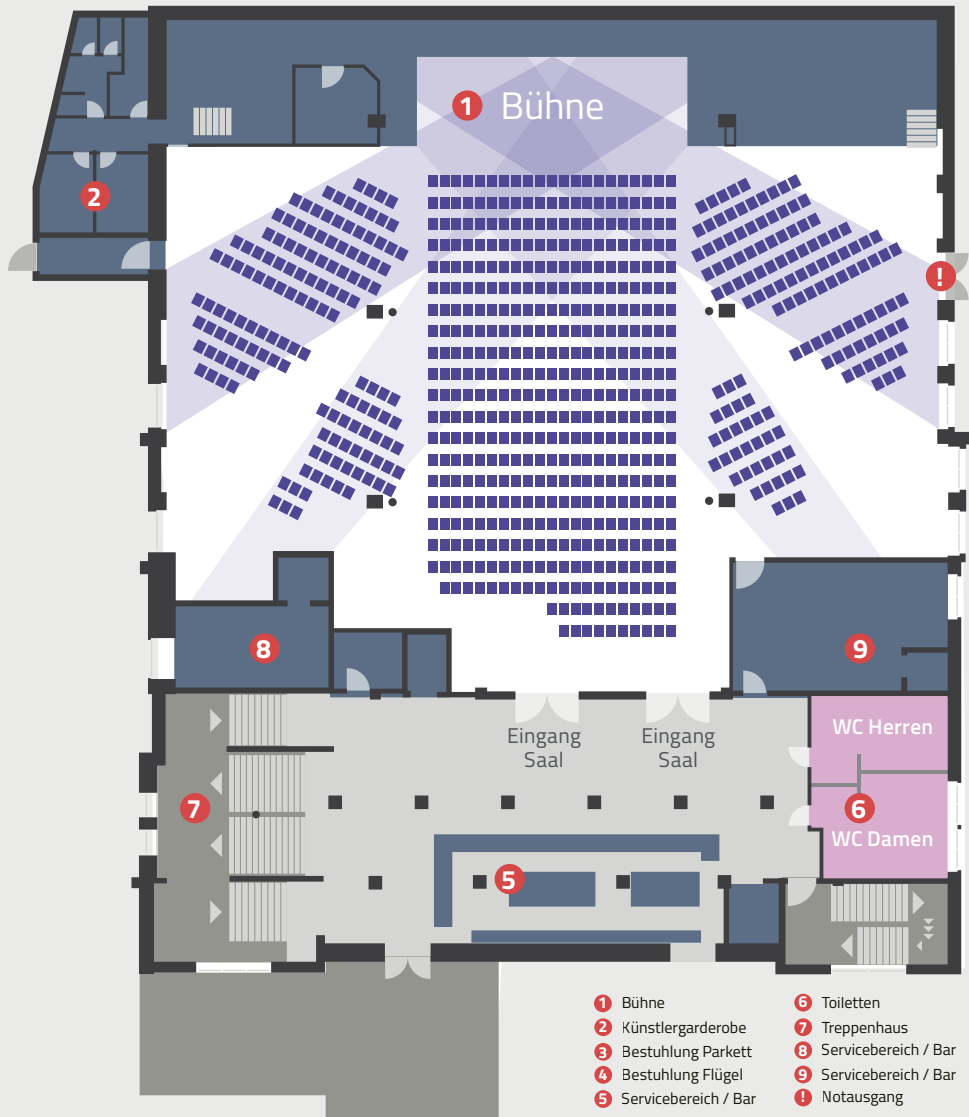 1 Bühne
2
!
8
9
Eingang Saal
Eingang Saal
WC Herren
7
6
WC Damen
5
1 Bühne
2 Künstlergarderobe
3 Bestuhlung Parkett
4 Bestuhlung Flügel
5 Servicebereich / Bar
6 Toiletten
7 Treppenhaus
8 Servicebereich / Bar
9 Servicebereich / Bar
! Notausgang